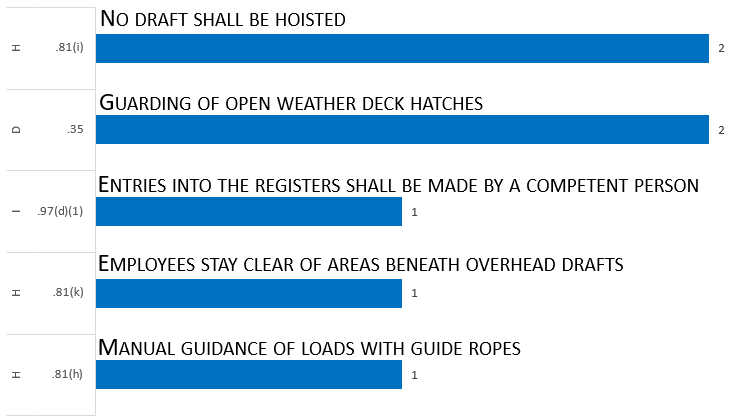 NO DRAFT SHALL BE HOISTED
H .81(i) 2
GUARDING OF OPEN WEATHER DECK HATCHES
D .35 2
ENTRIES INTO THE REGISTERS SHALL BE MADE BY A COMPETENT PERSON
I .97(d)(1) 1
EMPLOYEES STAY CLEAR OF AREAS BENEATH OVERHEAD DRAFTS
H .81(k) 1
MANUAL GUIDANCE OF LOADS WITH GUIDE ROPES
H .81(h) 1